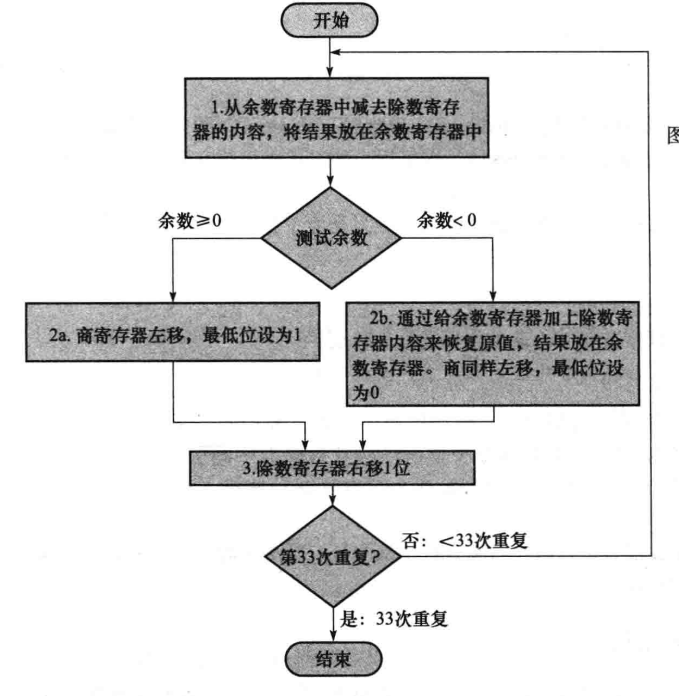 开始
1.从余数寄存器中减去除数寄存
器的内容，将结果放在余数寄存器中
图
余数≥0
余数<0
测试余数
2a. 商寄存器左移，最低位设为1
2b. 通过给余数寄存器加上除数寄
存器内容来恢复原值，结果放在余
数寄存器。商同样左移，最低位设
为0
3.除数寄存器右移1位
第33次重复?
否：<33次重复
是：33次重复
结束